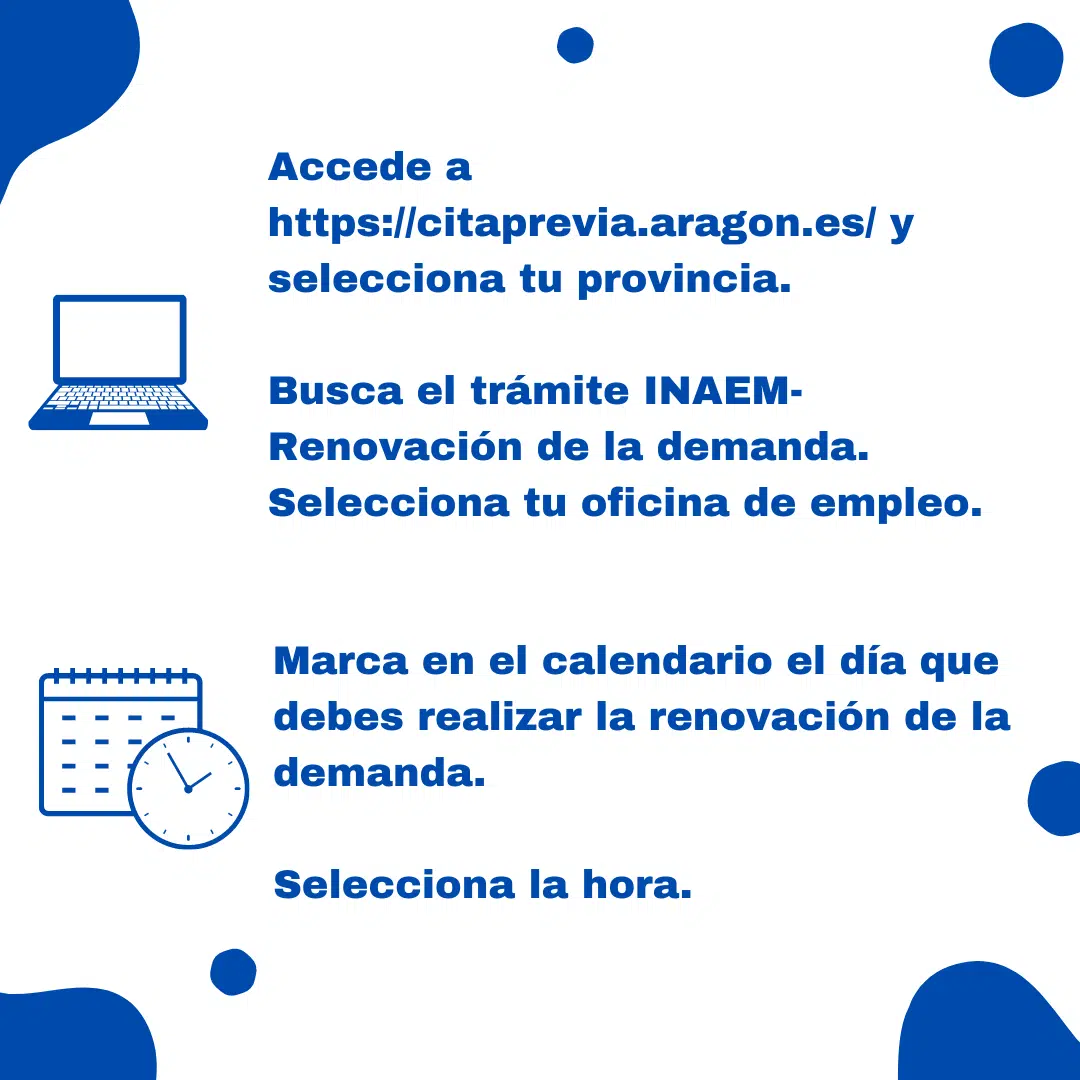 Accede a
https://citaprevia.aragon.es/ y
selecciona tu provincia.
Busca el trámite INAEM-
Renovación de la demanda.
Selecciona tu oficina de empleo.
Marca en el calendario el día que
debes realizar la renovación de la
demanda.
Selecciona la hora.